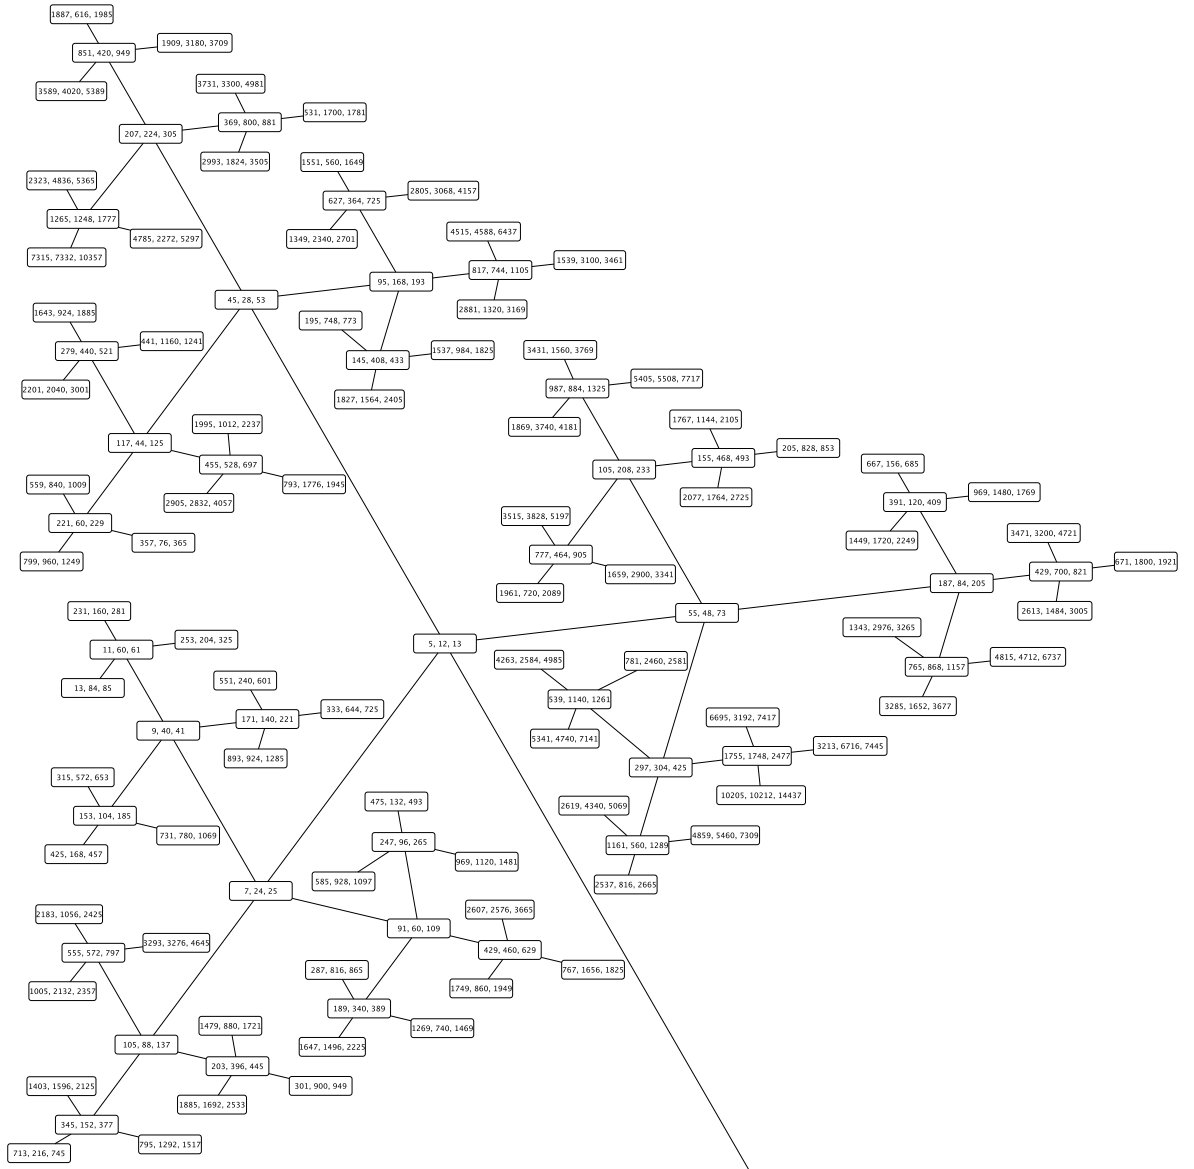 1887, 616, 1985
851, 420, 949
1909, 3180, 3709
3589, 4020, 5389
3731, 3300, 4981
369, 800, 881
531, 1700, 1781
207, 224, 305
2993, 1824, 3505
1551, 560, 1649
2323, 4836, 5365
627, 364, 725
2805, 3068, 4157
1265, 1248, 1777
4785, 2272, 5297
7315, 7332, 10357
1349, 2340, 2701
4515, 4588, 6437
817, 744, 1105
1539, 3100, 3461
95, 168, 193
45, 28, 53
2881, 1320, 3169
1643, 924, 1885
195, 748, 773
279, 440, 521
441, 1160, 1241
145, 408, 433
1537, 984, 1825
3431, 1560, 3769
987, 884, 1325
5405, 5508, 7717
2201, 2040, 3001
1827, 1564, 2405
1869, 3740, 4181
1995, 1012, 2237
1767, 1144, 2105
117, 44, 125
455, 528, 697
155, 468, 493
205, 828, 853
105, 208, 233
793, 1776, 1945
559, 840, 1009
2905, 2832, 4057
2077, 1764, 2725
667, 156, 685
391, 120, 409
969, 1480, 1769
221, 60, 229
3515, 3828, 5197
1449, 1720, 2249
3471, 3200, 4721
357, 76, 365
799, 960, 1249
777, 464, 905
1659, 2900, 3341
429, 700, 821
671, 1800, 1921
187, 84, 205
1961, 720, 2089
231, 160, 281
55, 48, 73
2613, 1484, 3005
1343, 2976, 3265
11, 60, 61
253, 204, 325
5, 12, 13
4263, 2584, 4985
781, 2460, 2581
765, 868, 1157
4815, 4712, 6737
13, 84, 85
551, 240, 601
539, 1140, 1261
3285, 1652, 3677
9, 40, 41
171, 140, 221
333, 644, 725
6695, 3192, 7417
893, 924, 1285
5341, 4740, 7141
1755, 1748, 2477
3213, 6716, 7445
315, 572, 653
297, 304, 425
10205, 10212, 14437
153, 104, 185
475, 132, 493
2619, 4340, 5069
731, 780, 1069
247, 96, 265
1161, 560, 1289
4859, 5460, 7309
425, 168, 457
969, 1120, 1481
585, 928, 1097
2537, 816, 2665
7, 24, 25
2183, 1056, 2425
2607, 2576, 3665
91, 60, 109
555, 572, 797
3293, 3276, 4645
429, 460, 629
767, 1656, 1825
287, 816, 865
1005, 2132, 2357
1749, 860, 1949
189, 340, 389
1479, 880, 1721
1269, 740, 1469
105, 88, 137
1647, 1496, 2225
203, 396, 445
1403, 1596, 2125
301, 900, 949
1885, 1692, 2533
345, 152, 377
795, 1292, 1517
713, 216, 745